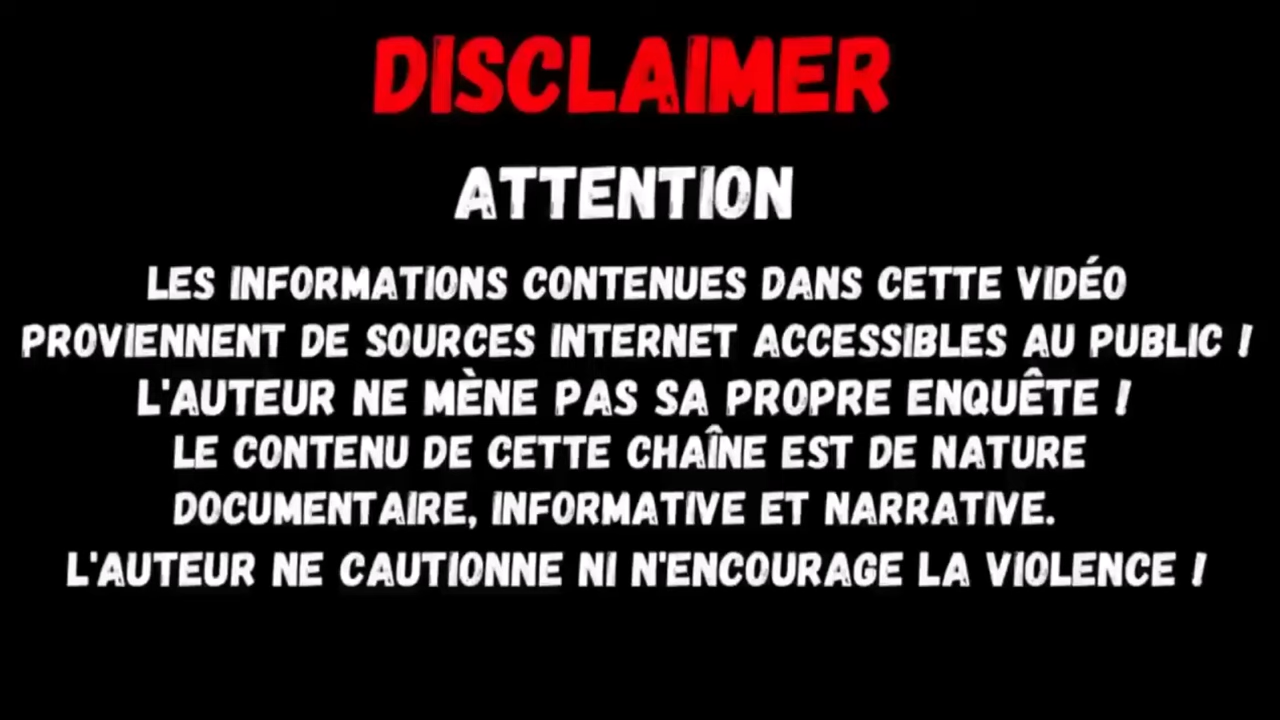 DISCLAIMER
ATTENTION
LES INFORMATIONS CONTENUES DANS CETTE VIDÉO
PROVIENNENT DE SOURCES INTERNET ACCESSIBLES AU PUBLIC !
L'AUTEUR NE MÈNE PAS SA PROPRE ENQUÊTE !
LE CONTENU DE CETTE CHAÎNE EST DE NATURE
DOCUMENTAIRE, INFORMATIVE ET NARRATIVE.
L'AUTEUR NE CAUTIONNE NI N'ENCOURAGE LA VIOLENCE !